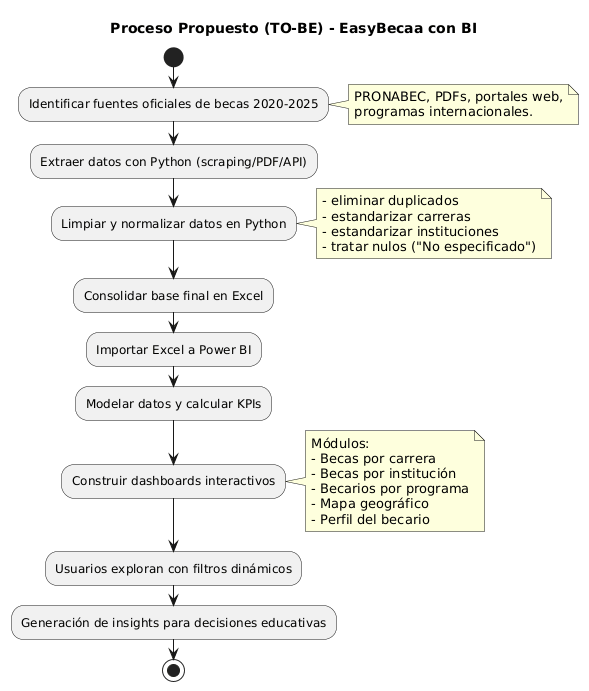 Proceso Propuesto (TO-BE) - EasyBecaa con BI
Identificar fuentes oficiales de becas 2020-2025
PRONABEC, PDFs, portales web,
programas internacionales.
Extraer datos con Python (scraping/PDF/API)
Limpiar y normalizar datos en Python
- eliminar duplicados
- estandarizar carreras
- estandarizar instituciones
- tratar nulos ("No especificado")
Consolidar base final en Excel
Importar Excel a Power BI
Modelar datos y calcular KPIs
Construir dashboards interactivos
Módulos:
- Becas por carrera
- Becas por institución
- Becarios por programa
- Mapa geográfico
- Perfil del becario
Usuarios exploran con filtros dinámicos
Generación de insights para decisiones educativas